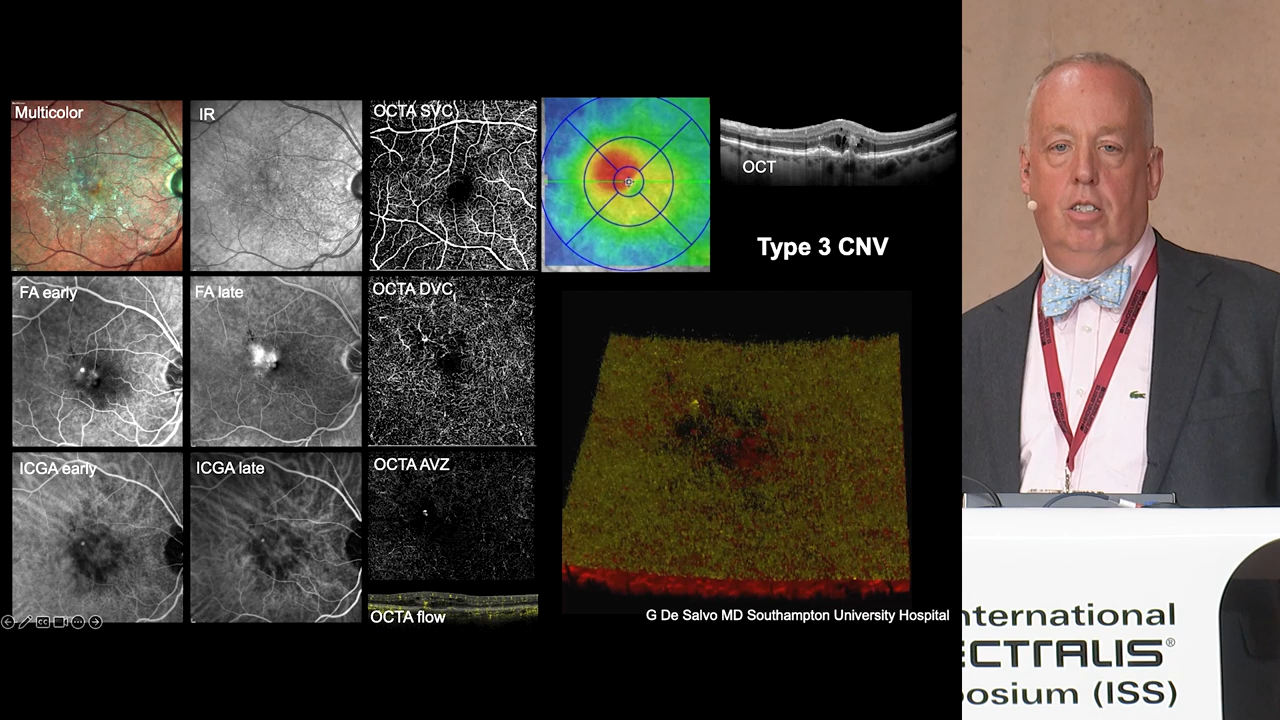 Multicolor
IR
OCTA SVC
OCT
Type 3 CNV
FA early
FA late
OCTA DVC
ICGA early
ICGA late
OCTA AVZ
OCTA flow
G De Salvo MD Southampton University Hospital
nternational
ECTRALIS®
posium (ISS)